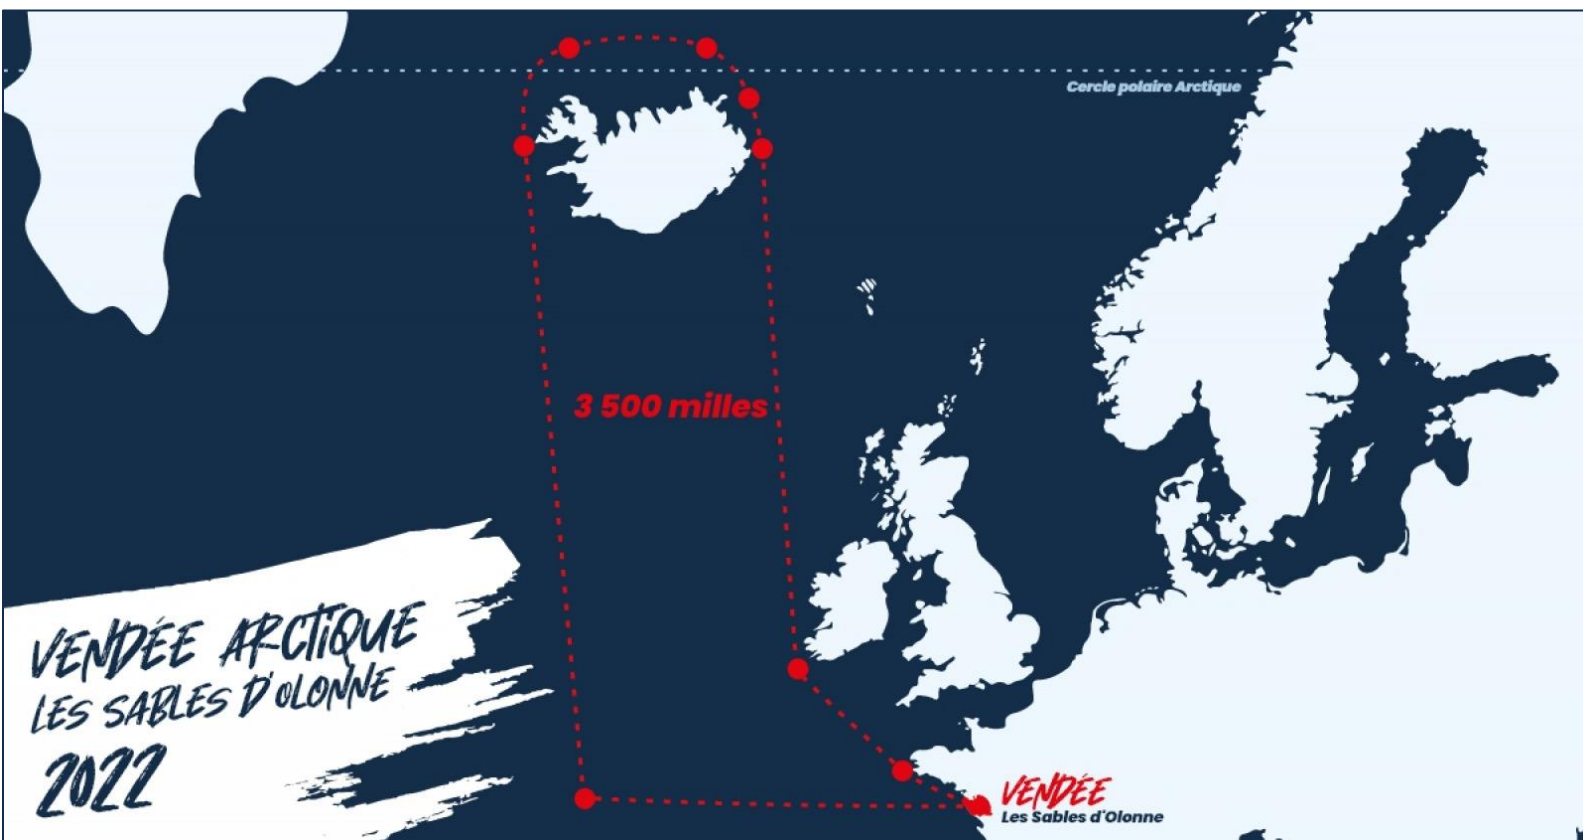 Cercle polaire Arctique
3 500 milles
VENDÉE ARCTIQUE
LES SABLES D'OLONNE
2022
VENDÉE
Les Sables d'Olonne